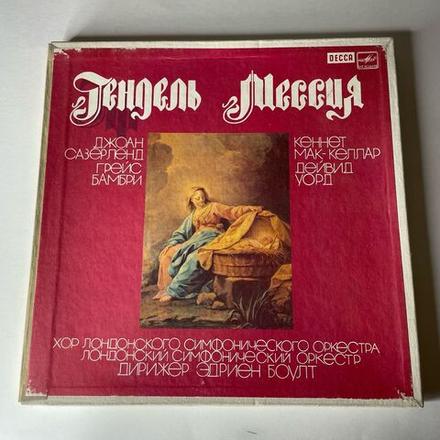 DECCA
Гендель Мессия
ДЖОАН
САЗЕРЛЕНД
ГРЕЙС
БАМБРИ
КЕННЕТ
МАК-КЕЛЛАР
ДЕЙВИД
УОРД
ХОР ЛОНДОНСКОГО СИМФОНИЧЕСКОГО ОРКЕСТРА
ЛОНДОНСКИЙ СИМФОНИЧЕСКИЙ ОРКЕСТР
ДИРИЖЕР ЭДРИЕН БОУЛТ